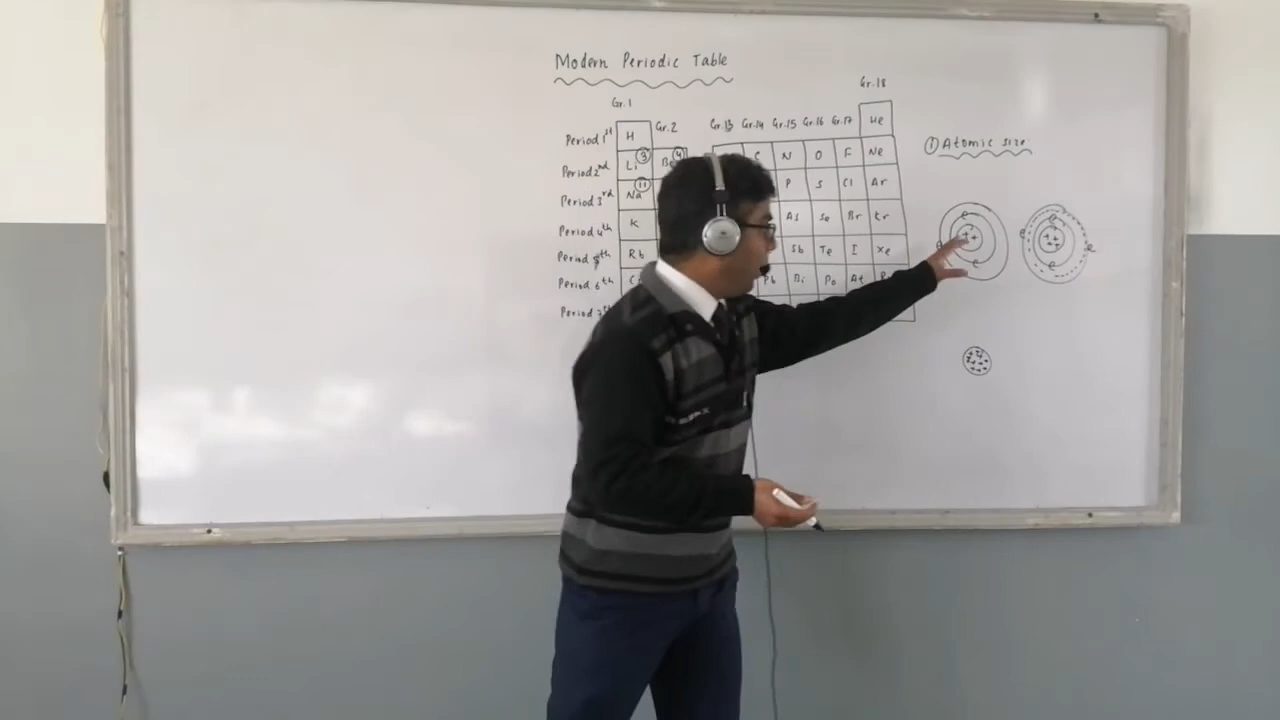 Modern Periodic Table
Gr.18
Gr.1
Gr.2 Gr.13 Gr.14 Gr.15 Gr.16 Gr.17 He
Period 1st H
① Atomic size
Period 2nd Li ③ Be ④ C N O F Ne
Period 3rd Na ⑪ P S Cl Ar
Period 4th K As Se Br Kr
Period 5th Rb Sb Te I Xe
Period 6th Pb Bi Po At
Period 7th